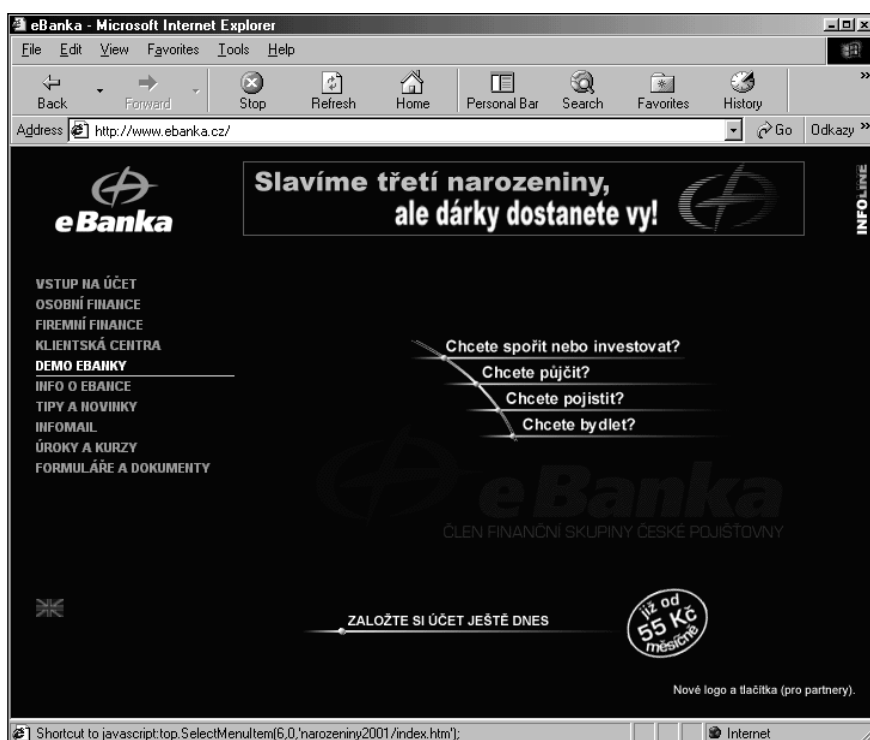 eBanka - Microsoft Internet Explorer
File Edit View Favorites Tools Help
Back Forward Stop Refresh Home Personal Bar Search Favorites History »
Address http://www.ebanka.cz/ Go Odkazy »
eBanka
Slavíme třetí narozeniny,
ale dárky dostanete vy!
INFOLINE
VSTUP NA ÚČET
OSOBNÍ FINANCE
FIREMNÍ FINANCE
KLIENTSKÁ CENTRA
DEMO EBANKY
INFO O EBANCE
TIPY A NOVINKY
INFOMAIL
ÚROKY A KURZY
FORMULÁŘE A DOKUMENTY
Chcete spořit nebo investovat?
Chcete půjčit?
Chcete pojistit?
Chcete bydlet?
eBanka
ČLEN FINANČNÍ SKUPINY ČESKÉ POJIŠŤOVNY
ZALOŽTE SI ÚČET JEŠTĚ DNES
již od
55 Kč
měsíčně
Nové logo a tlačítka (pro partnery).
Shortcut to javascript:top.SelectMenuItem(6,0,'narozeniny2001/index.htm'); Internet